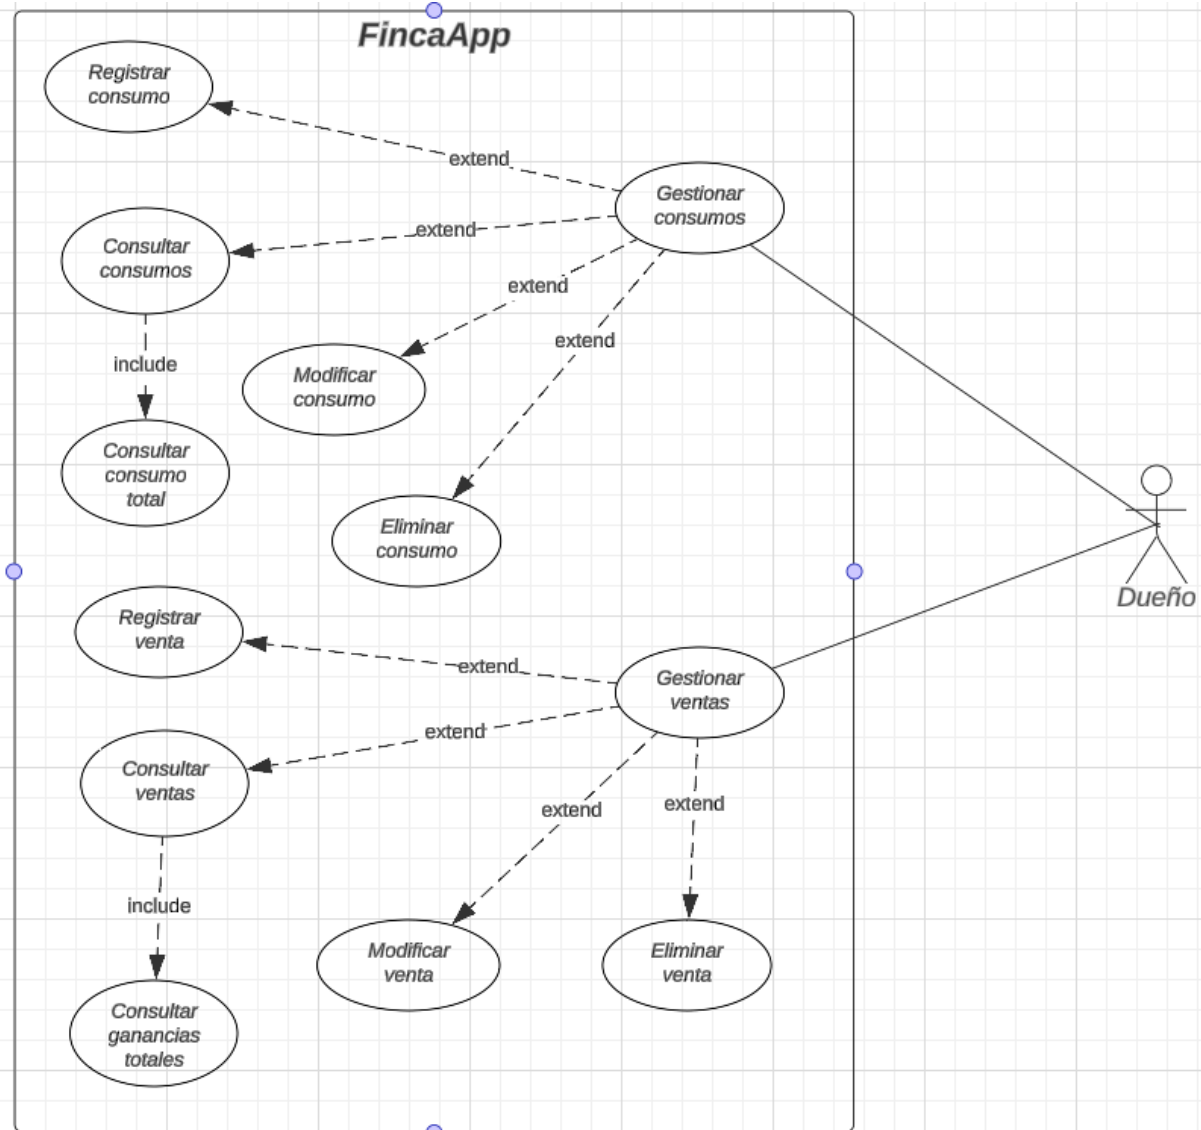 FincaApp
Registrar
consumo
extend
Gestionar
consumos
extend
Consultar
consumos
extend
extend
include
Modificar
consumo
Consultar
consumo
total
Eliminar
consumo
Dueño
Registrar
venta
extend
Gestionar
ventas
extend
Consultar
ventas
extend
extend
include
Modificar
venta
Eliminar
venta
Consultar
ganancias
totales